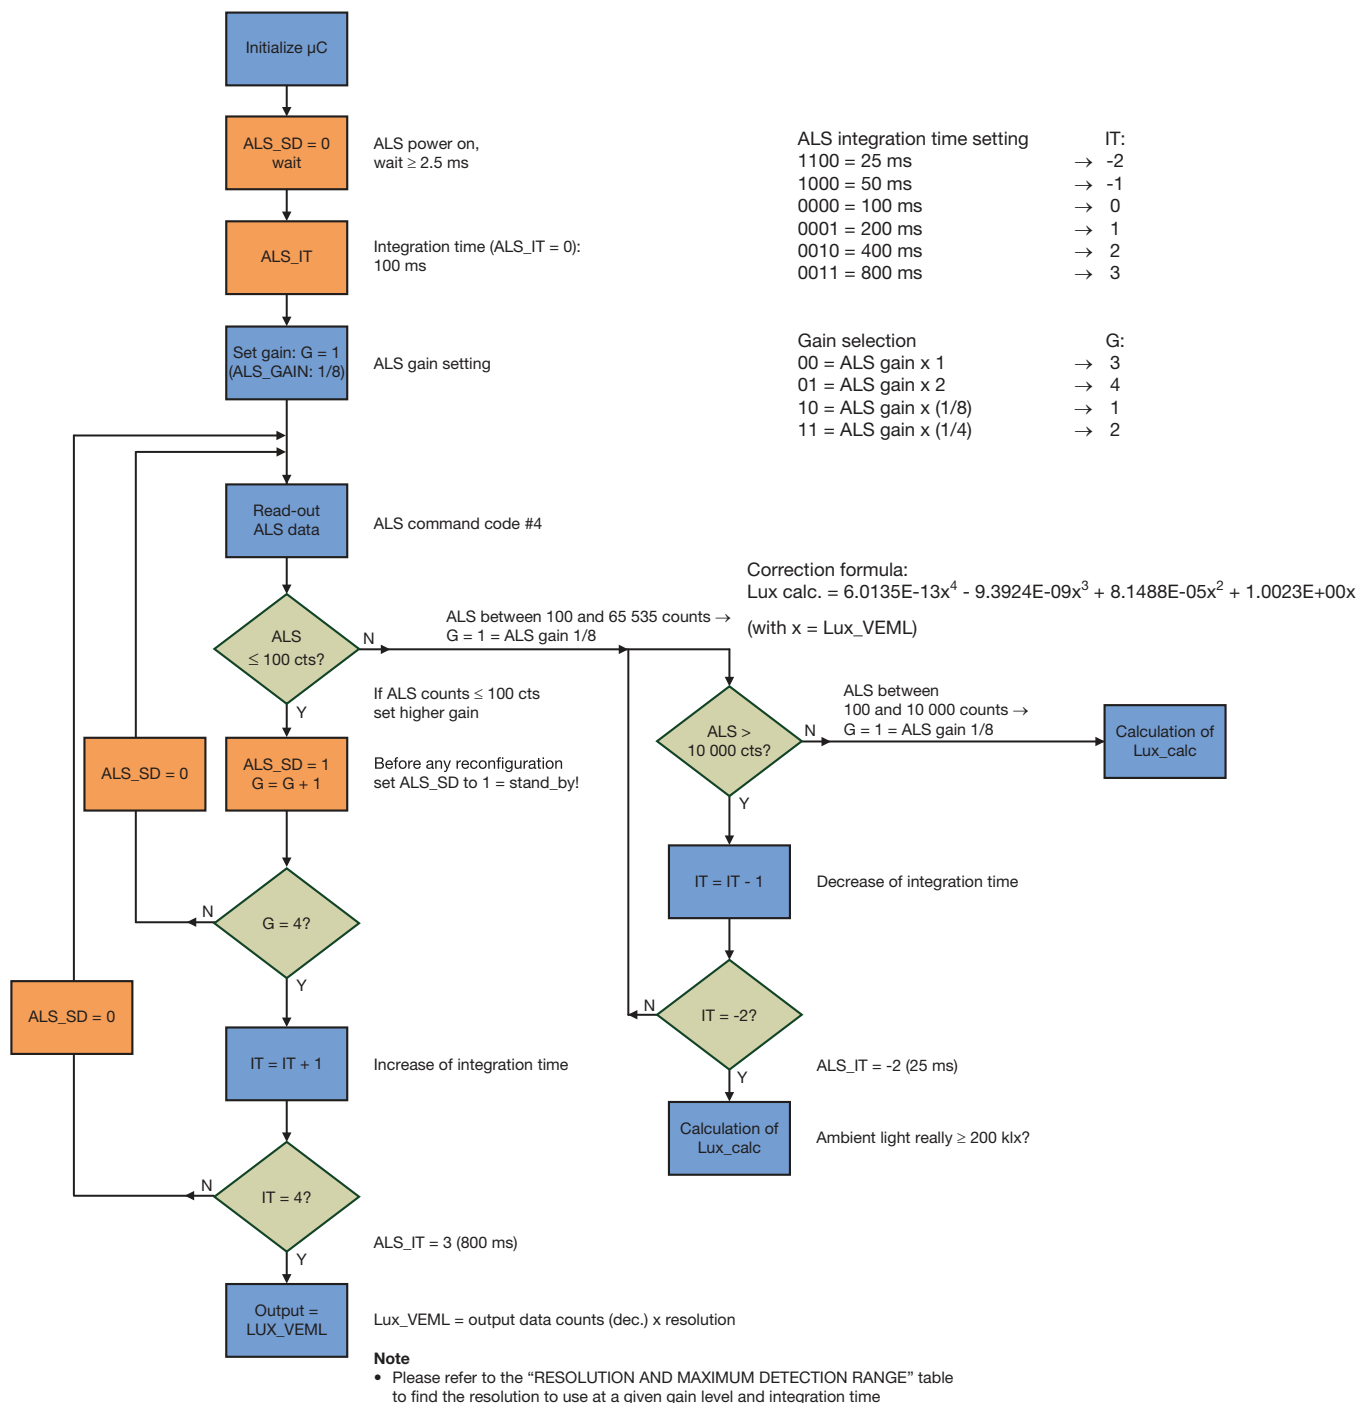 Initialize µC
ALS_SD = 0
wait
ALS power on,
wait ≥ 2.5 ms
ALS_IT
Integration time (ALS_IT = 0):
100 ms
Set gain: G = 1
(ALS_GAIN: 1/8)
ALS gain setting
ALS integration time setting IT:
1100 = 25 ms → -2
1000 = 50 ms → -1
0000 = 100 ms → 0
0001 = 200 ms → 1
0010 = 400 ms → 2
0011 = 800 ms → 3
Gain selection G:
00 = ALS gain x 1 → 3
01 = ALS gain x 2 → 4
10 = ALS gain x (1/8) → 1
11 = ALS gain x (1/4) → 2
Read-out
ALS data
ALS command code #4
Correction formula:
Lux calc. = 6.0135E-13x⁴ - 9.3924E-09x³ + 8.1488E-05x² + 1.0023E+00x
(with x = Lux_VEML)
ALS
≤ 100 cts?
N
Y
ALS between 100 and 65 535 counts →
G = 1 = ALS gain 1/8
If ALS counts ≤ 100 cts
set higher gain
ALS >
10 000 cts?
N
Y
ALS between
100 and 10 000 counts →
G = 1 = ALS gain 1/8
Calculation of
Lux_calc
ALS_SD = 0
ALS_SD = 1
G = G + 1
Before any reconfiguration
set ALS_SD to 1 = stand_by!
IT = IT - 1
Decrease of integration time
G = 4?
N
Y
ALS_SD = 0
IT = -2?
N
Y
ALS_IT = -2 (25 ms)
IT = IT + 1
Increase of integration time
Calculation of
Lux_calc
Ambient light really ≥ 200 klx?
IT = 4?
N
Y
ALS_IT = 3 (800 ms)
Output =
LUX_VEML
Lux_VEML = output data counts (dec.) x resolution
Note
• Please refer to the “RESOLUTION AND MAXIMUM DETECTION RANGE” table
to find the resolution to use at a given gain level and integration time